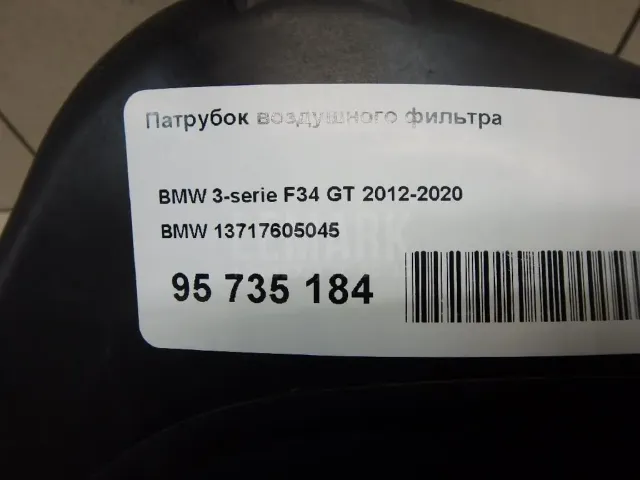 Патрубок воздушного фильтра
BMW 3-serie F34 GT 2012-2020
BMW 13717605045
95 735 184